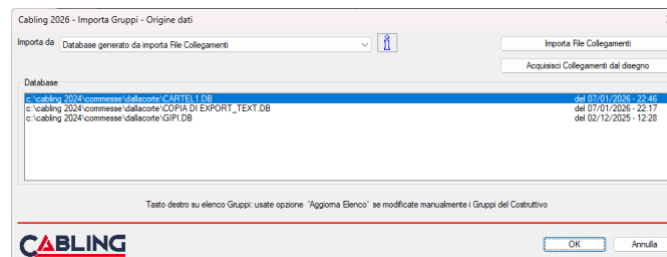 Cabling 2026 - Importa Gruppi - Origine dati
Importa da Database generato da importa File Collegamenti i Importa File Collegamenti
Acquisisci Collegamenti dal disegno
Database
c:\cabling 2024\commesse\dallacorte\CARTEL1.DB del 07/01/2026 - 22:46
c:\cabling 2024\commesse\dallacorte\COPIA DI EXPORT_TEXT.DB del 07/01/2026 - 22:17
c:\cabling 2024\commesse\dallacorte\GIPI.DB del 02/12/2025 - 12:28
Tasto destro su elenco Gruppi: usate opzione 'Aggiorna Elenco' se modificate manualmente i Gruppi del Costruttivo
CABLING OK Annulla